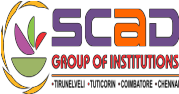 SCAD
GROUP OF INSTITUTIONS
• TIRUNELVELI • TUTICORIN • COIMBATORE • CHENNAI